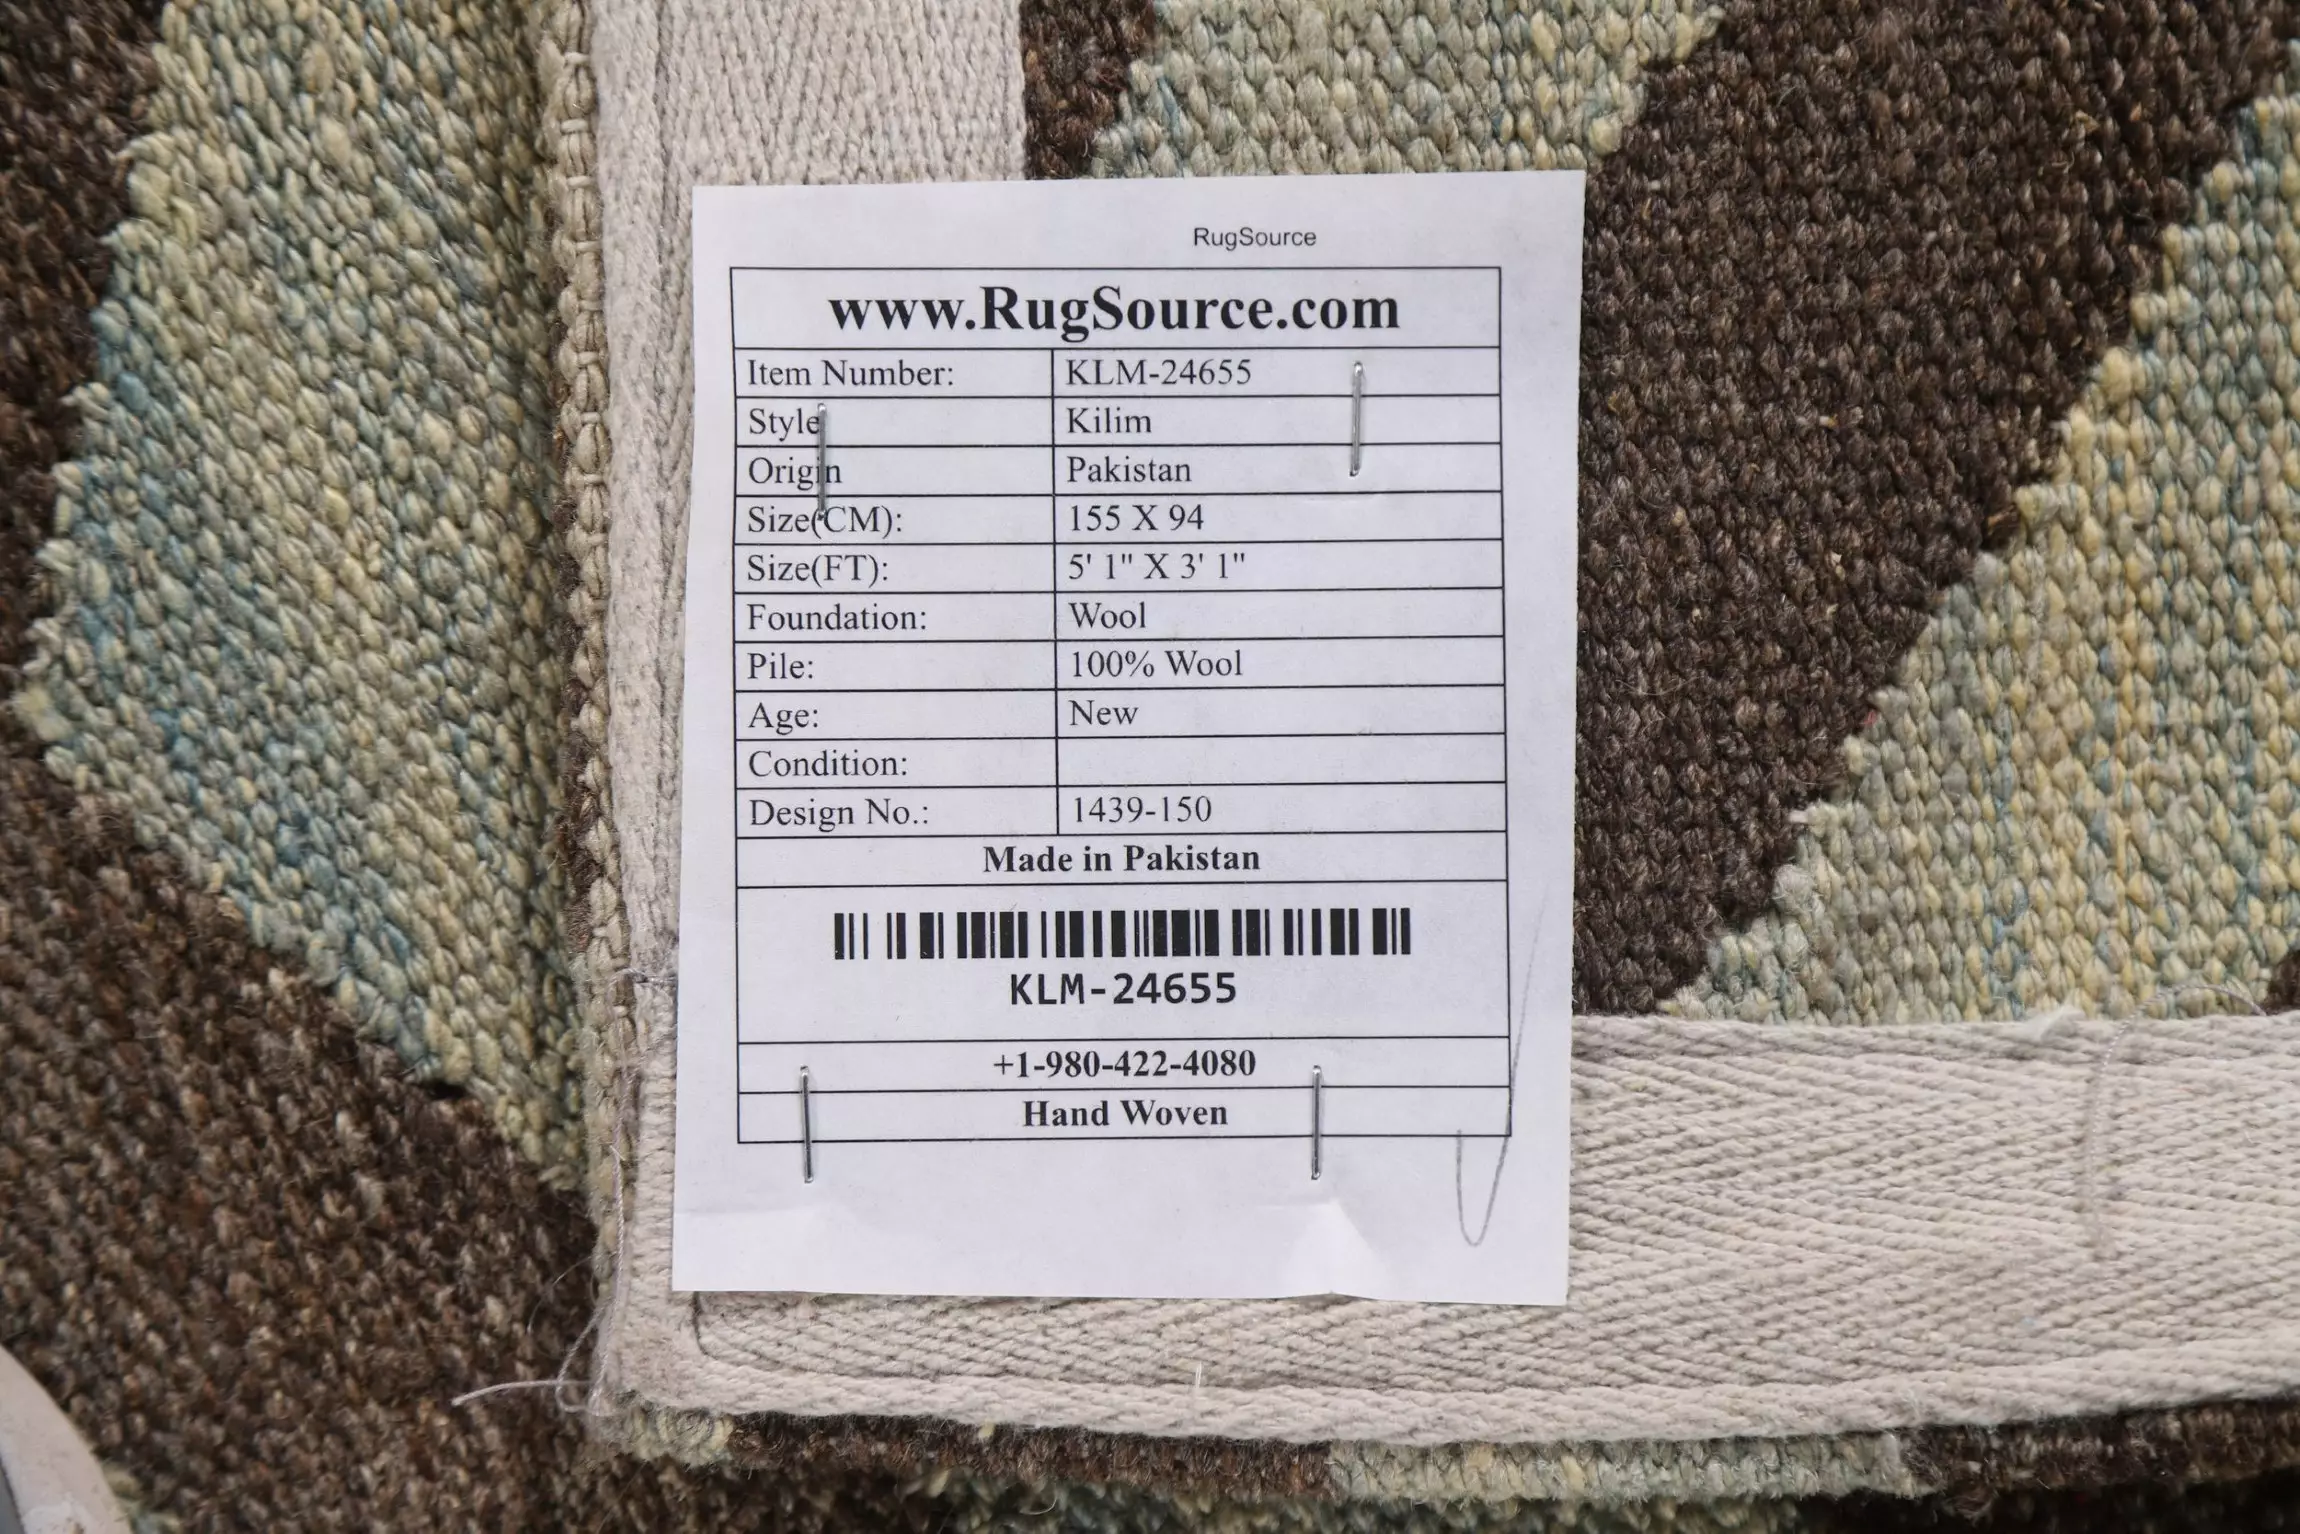 RugSource
www.RugSource.com
Item Number: KLM-24655
Style Kilim
Origin Pakistan
Size(CM): 155 X 94
Size(FT): 5' 1" X 3' 1"
Foundation: Wool
Pile: 100% Wool
Age: New
Condition:
Design No.: 1439-150
Made in Pakistan
KLM-24655
+1-980-422-4080
Hand Woven